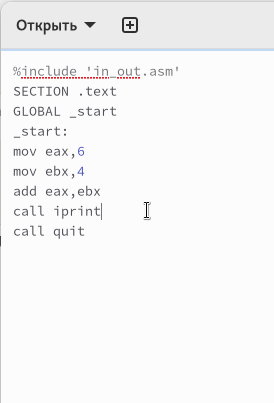 Открыть
%include 'in_out.asm'
SECTION .text
GLOBAL _start
_start:
mov eax,6
mov ebx,4
add eax,ebx
call iprint
call quit